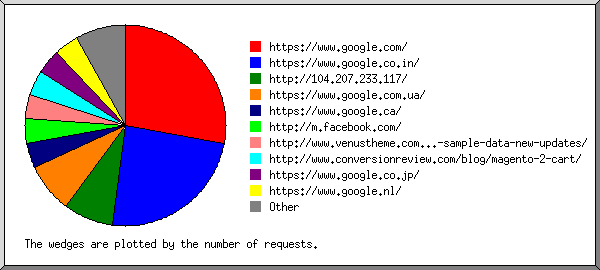 https://www.google.com/
https://www.google.co.in/
http://104.207.233.117/
https://www.google.com.ua/
https://www.google.ca/
http://m.facebook.com/
http://www.venustheme.com...-sample-data-new-updates/
http://www.conversionreview.com/blog/magento-2-cart/
https://www.google.co.jp/
https://www.google.nl/
Other
The wedges are plotted by the number of requests.